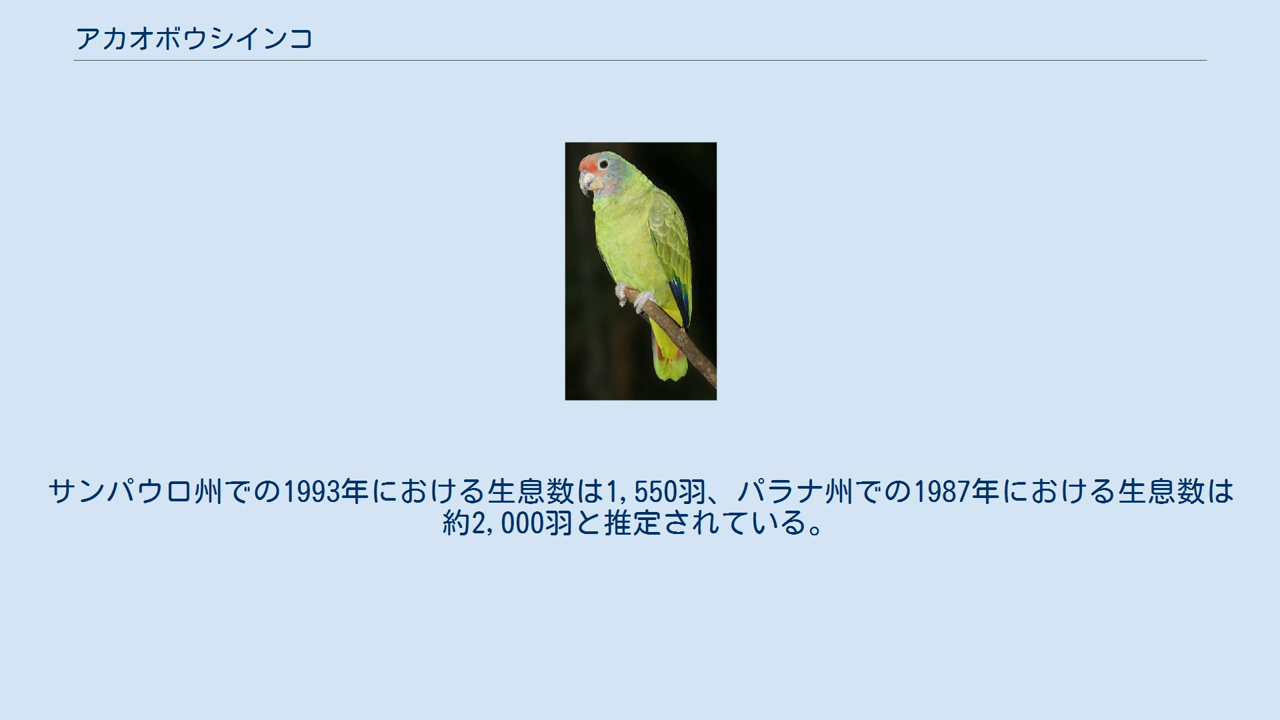 アカオボウシインコ
サンパウロ州での1993年における生息数は1,550羽、パラナ州での1987年における生息数は
約2,000羽と推定されている。